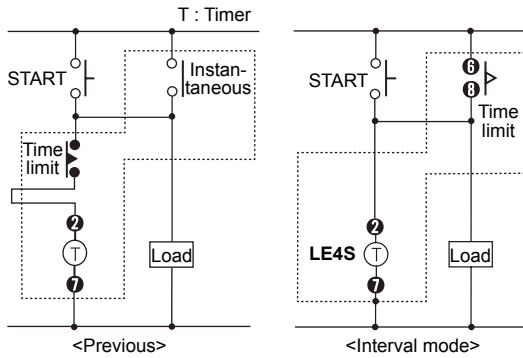 T : Timer
START
Instan-
taneous
Time
limit
2
T
7
Load
<Previous>
START
6
8
Time
limit
2
LE4S
T
7
Load
<Interval mode>